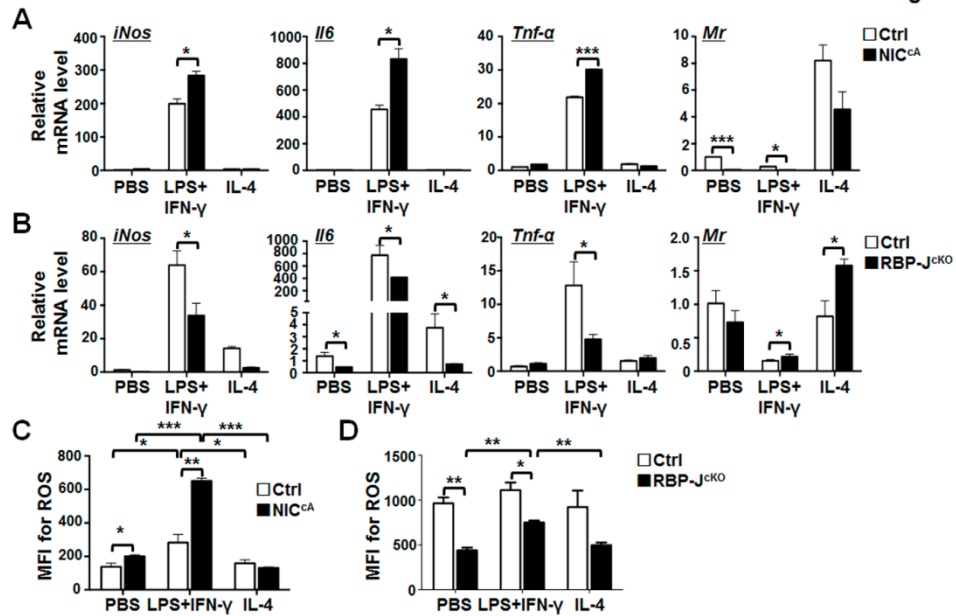 A
iNos
Il6
Tnf-α
Mr
Ctrl
NICcA
Relative
mRNA level
400
300
200
100
0
*
PBS
LPS+
IFN-γ
IL-4
1000
800
600
400
200
0
*
PBS
LPS+
IFN-γ
IL-4
40
30
20
10
0
***
PBS
LPS+
IFN-γ
IL-4
10
8
6
4
2
0
***
*
PBS
LPS+
IFN-γ
IL-4
B
iNos
Il6
Tnf-α
Mr
Ctrl
RBP-JcKO
Relative
mRNA level
80
60
40
20
0
*
PBS
LPS+
IFN-γ
IL-4
1000
800
600
400
200
5
4
3
2
1
0
*
*
*
PBS
LPS+
IFN-γ
IL-4
20
15
10
5
0
*
PBS
LPS+
IFN-γ
IL-4
2.0
1.5
1.0
0.5
0
*
*
PBS
LPS+
IFN-γ
IL-4
C
MFI for ROS
800
600
400
200
0
***
***
*
*
**
*
Ctrl
NICcA
PBS
LPS+IFN-γ
IL-4
D
MFI for ROS
1500
1000
500
0
**
**
**
*
Ctrl
RBP-JcKO
PBS
LPS+IFN-γ
IL-4